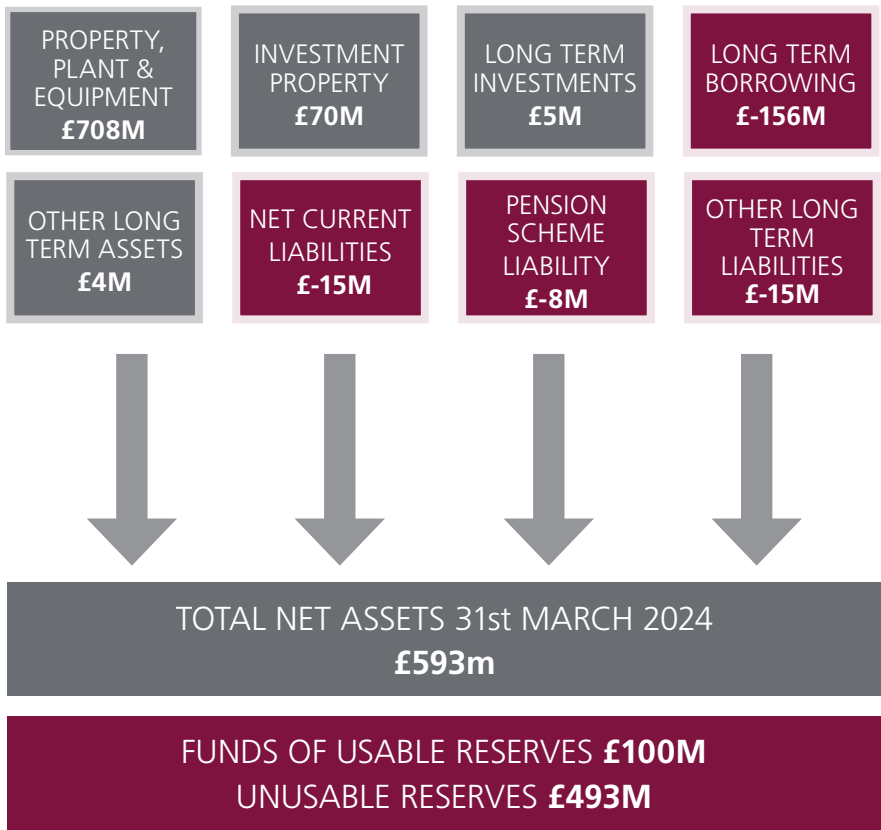 PROPERTY,
PLANT &
EQUIPMENT
£708M
INVESTMENT
PROPERTY
£70M
LONG TERM
INVESTMENTS
£5M
LONG TERM
BORROWING
£-156M
OTHER LONG
TERM ASSETS
£4M
NET CURRENT
LIABILITIES
£-15M
PENSION
SCHEME
LIABILITY
£-8M
OTHER LONG
TERM
LIABILITIES
£-15M
TOTAL NET ASSETS 31st MARCH 2024
£593m
FUNDS OF USABLE RESERVES £100M
UNUSABLE RESERVES £493M